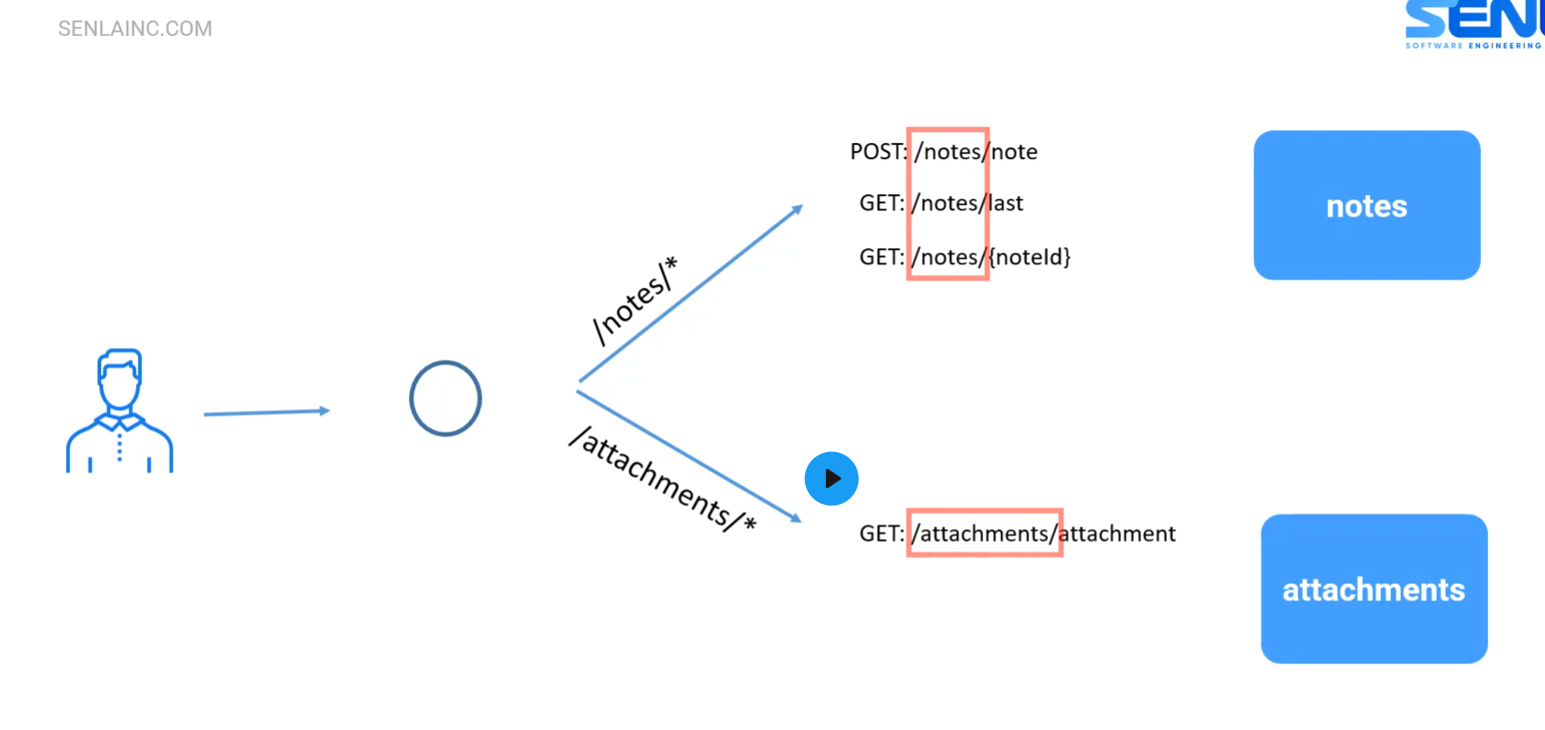 SENLAINC.COM
SOFTWARE ENGINEERING
POST: /notes/note
GET: /notes/last
GET: /notes/{noteId}
notes
/notes/*
/attachments/*
GET: /attachments/attachment
attachments